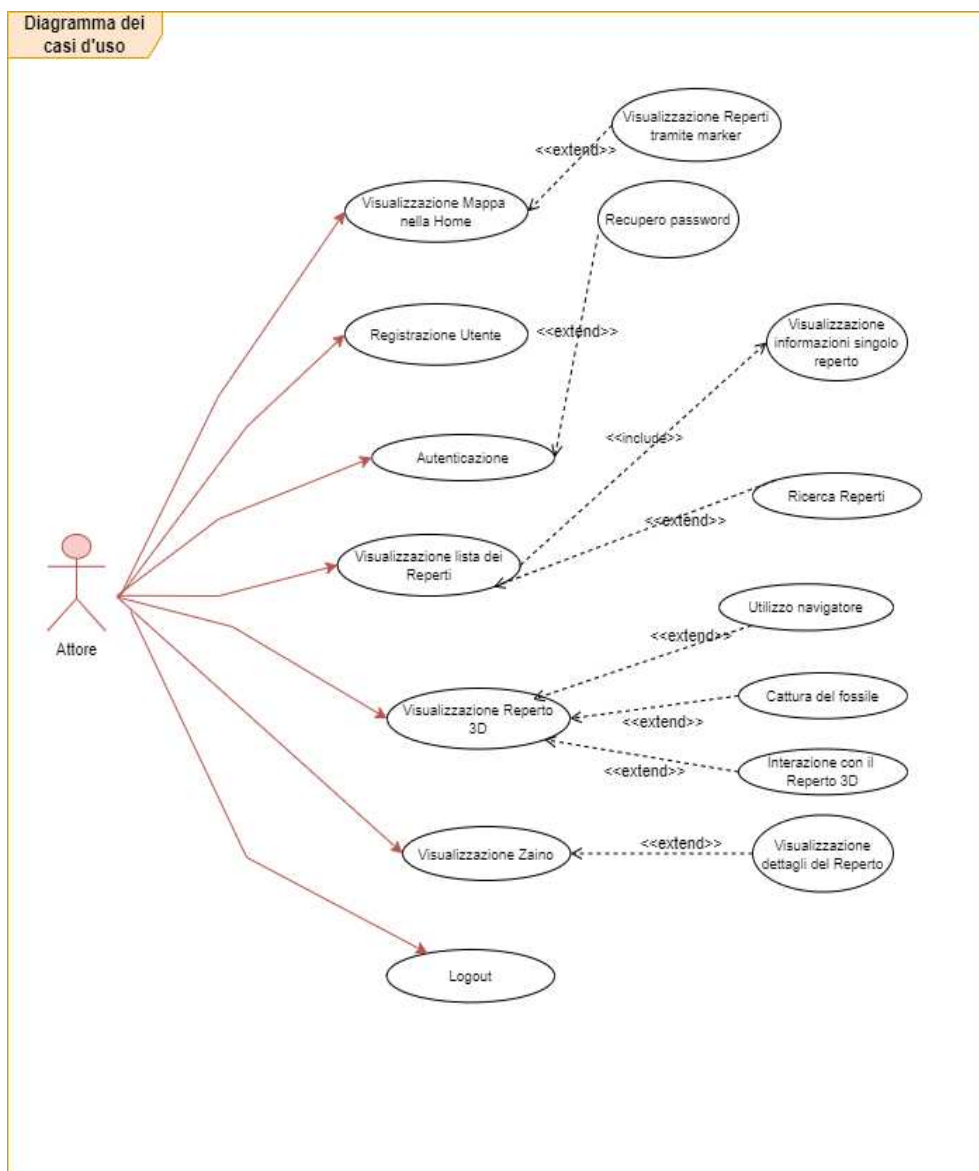 Diagramma dei
casi d'uso
Visualizzazione Reperti
tramite marker
<<extend>>
Visualizzazione Mappa
nella Home
Recupero password
Registrazione Utente
<<extend>>
Visualizzazione
informazioni singolo
reperto
Autenticazione
<<include>>
Ricerca Reperti
<<extend>>
Visualizzazione lista dei
Reperti
Attore
Utilizzo navigatore
<<extend>>
Visualizzazione Reperto
3D
Cattura del fossile
<<extend>>
Interazione con il
Reperto 3D
<<extend>>
Visualizzazione Zaino
<<extend>>
Visualizzazione
dettagli del Reperto
Logout